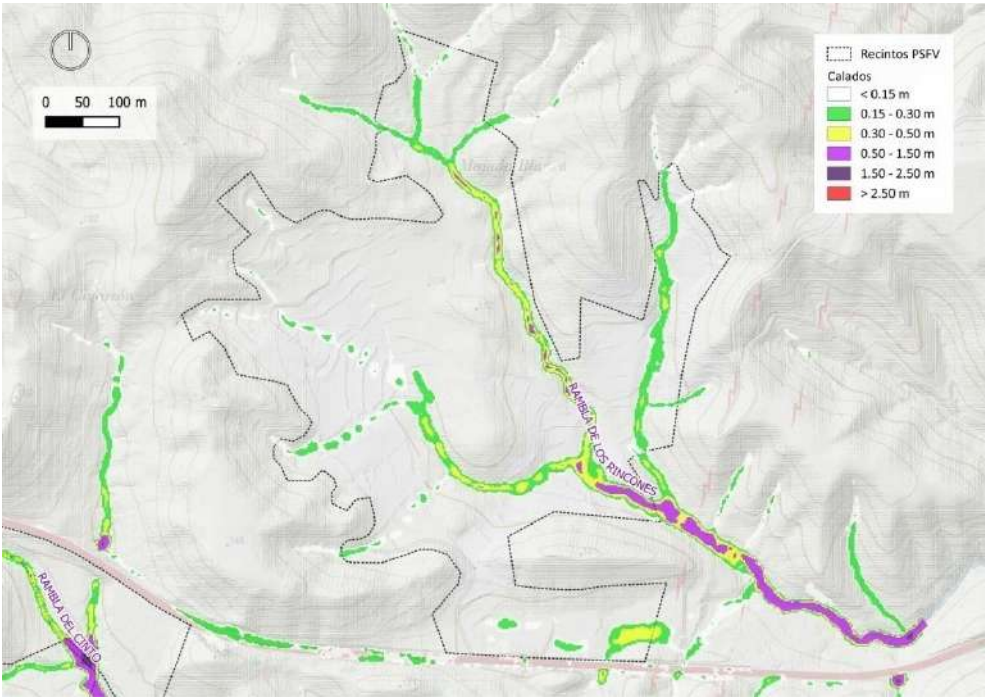 0 50 100 m
Recintos PSFV
Calados
< 0.15 m
0.15 - 0.30 m
0.30 - 0.50 m
0.50 - 1.50 m
1.50 - 2.50 m
> 2.50 m
RAMBLA DE LOS RINCONES
RAMBLA DEL CINTO